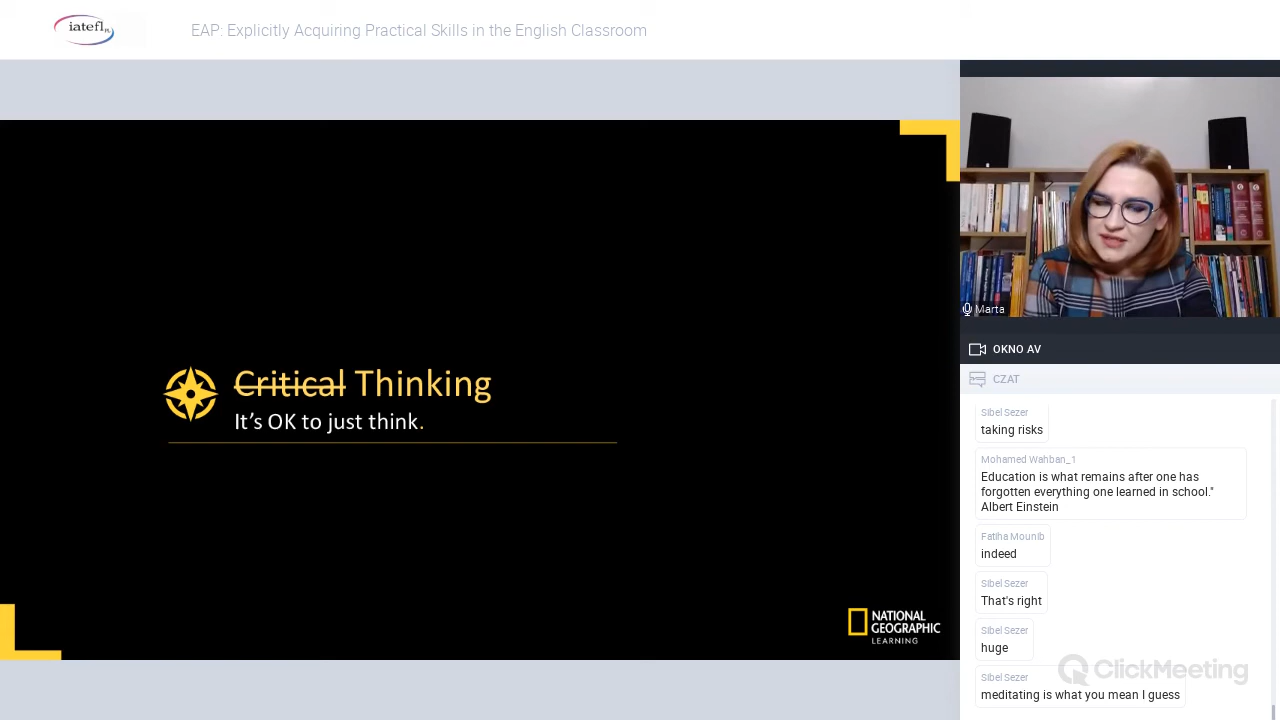 iatefl PL
EAP: Explicitly Acquiring Practical Skills in the English Classroom
Critical Thinking
It's OK to just think.
NATIONAL
GEOGRAPHIC
LEARNING
Marta
OKNO AV
CZAT
Sibel Sezer
taking risks
Mohamed Wahban_1
Education is what remains after one has
forgotten everything one learned in school."
Albert Einstein
Fatiha Mounib
indeed
Sibel Sezer
That's right
Sibel Sezer
huge
Sibel Sezer
meditating is what you mean I guess
ClickMeeting